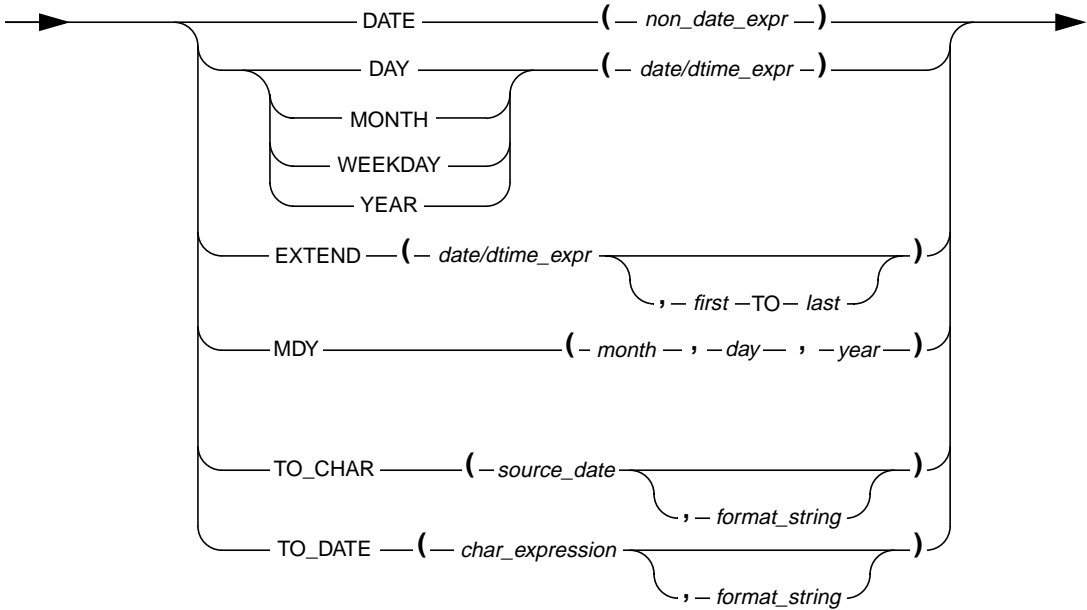 DATE ( non_date_expr )
DAY ( date/dtime_expr )
MONTH
WEEKDAY
YEAR
EXTEND ( date/dtime_expr )
, first TO last
MDY ( month , day , year )
TO_CHAR ( source_date )
, format_string
TO_DATE ( char_expression )
, format_string